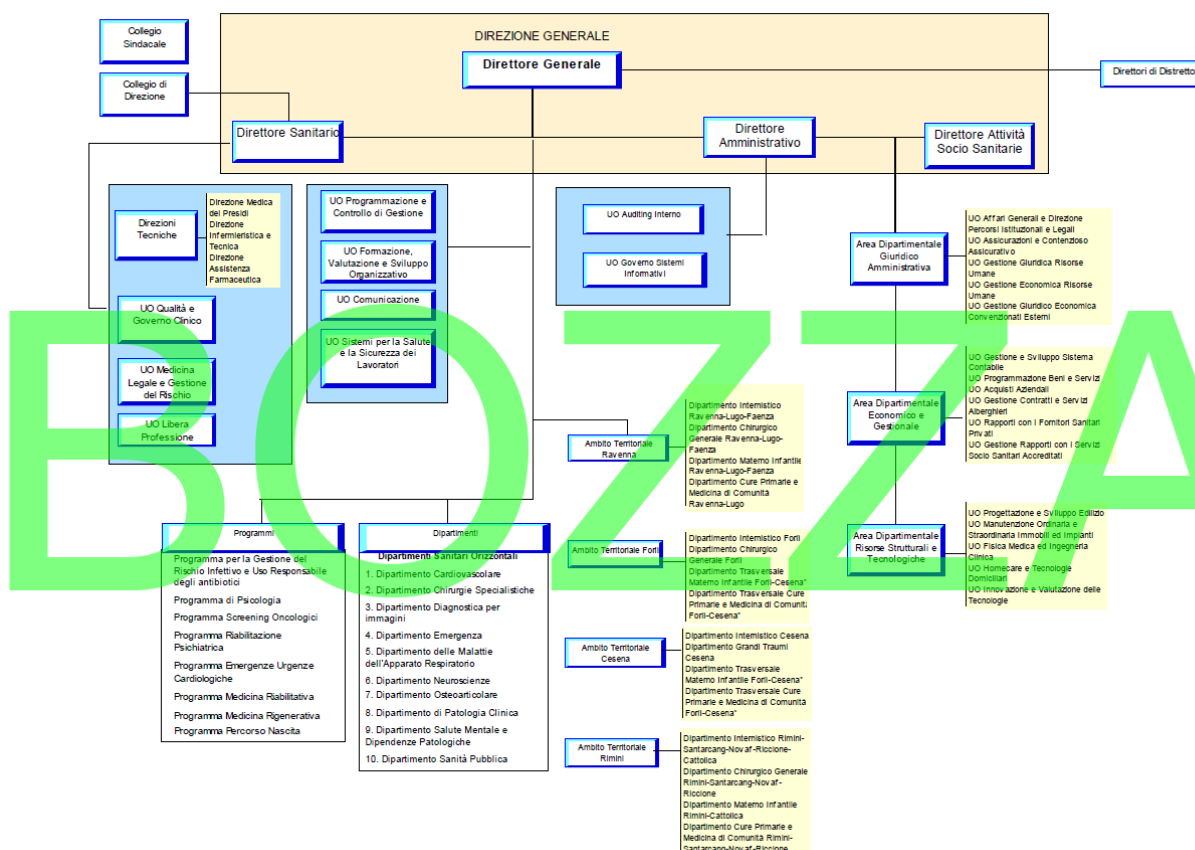 Collegio
Sindacale
Collegio di
Direzione
DIREZIONE GENERALE
Direttore Generale
Direttori di Distretto
Direttore Sanitario
Direttore
Amministrativo
Direttore Attività
Socio Sanitarie
Direzioni
Tecniche
Direzione Medica
dei Presidi
Direzione
Infermieristica e
Tecnica
Direzione
Assistenza
Farmaceutica
UO Qualità e
Governo Clinico
UO Medicina
Legale e Gestione
del Rischio
UO Libera
Professione
UO Programmazione e
Controllo di Gestione
UO Formazione,
Valutazione e Sviluppo
Organizzativo
UO Comunicazione
UO Sistemi per la Salute
e la Sicurezza dei
Lavoratori
UO Auditing Interno
UO Governo Sistemi
Informativi
Area Dipartimentale
Giuridico
Amministrativa
UO Affari Generali e Direzione
Percorsi Istituzionali e Legali
UO Assicurazioni e Contenzioso
Assicurativo
UO Gestione Giuridica Risorse
Umane
UO Gestione Economica Risorse
Umane
UO Gestione Giuridico Economica
Convenzionati Esterni
Area Dipartimentale
Economico e
Gestionale
UO Gestione e Sviluppo Sistema
Contabile
UO Programmazione Beni e Servizi
UO Acquisti Aziendali
UO Gestione Contratti e Servizi
Alberghieri
UO Rapporti con i Fornitori Sanitari
Privati
UO Gestione Rapporti con i Servizi
Socio Sanitari Accreditati
Area Dipartimentale
Risorse Strutturali e
Tecnologiche
UO Progettazione e Sviluppo Edilizio
UO Manutenzione Ordinaria e
Straordinaria Immobili ed Impianti
UO Fisica Medica ed Ingegneria
Clinica
UO Homecare e Tecnologie
Domiciliari
UO Innovazione e Valutazione delle
Tecnologie
BOZZA
Ambito Territoriale
Ravenna
Dipartimento Internistico
Ravenna-Lugo-Faenza
Dipartimento Chirurgico
Generale Ravenna-Lugo-
Faenza
Dipartimento Materno Infantile
Ravenna-Lugo-Faenza
Dipartimento Cure Primarie e
Medicina di Comunità
Ravenna-Lugo
Ambito Territoriale Forlì
Dipartimento Internistico Forlì
Dipartimento Chirurgico
Generale Forlì
Dipartimento Trasversale
Materno Infantile Forlì-Cesena*
Dipartimento Trasversale Cure
Primarie e Medicina di Comunità
Forlì-Cesena*
Ambito Territoriale
Cesena
Dipartimento Internistico Cesena
Dipartimento Grandi Traumi
Cesena
Dipartimento Trasversale
Materno Infantile Forlì-Cesena*
Dipartimento Trasversale Cure
Primarie e Medicina di Comunità
Forlì-Cesena*
Ambito Territoriale
Rimini
Dipartimento Internistico Rimini-
Santarcang-Novaf-Riccione-
Cattolica
Dipartimento Chirurgico Generale
Rimini-Santarcang-Novaf-
Riccione
Dipartimento Materno Infantile
Rimini-Cattolica
Dipartimento Cure Primarie e
Medicina di Comunità Rimini-
Santarcang-Novaf-Riccione
Programmi
Programma per la Gestione del
Rischio Infettivo e Uso Responsabile
degli antibiotici
Programma di Psicologia
Programma Screening Oncologici
Programma Riabilitazione
Psichiatrica
Programma Emergenze Urgenze
Cardiologiche
Programma Medicina Riabilitativa
Programma Medicina Rigenerativa
Programma Percorso Nascita
Dipartimenti
Dipartimenti Sanitari Orizzontali
1. Dipartimento Cardiovascolare
2. Dipartimento Chirurgie Specialistiche
3. Dipartimento Diagnostica per
immagini
4. Dipartimento Emergenza
5. Dipartimento delle Malattie
dell'Apparato Respiratorio
6. Dipartimento Neuroscienze
7. Dipartimento Osteoarticolare
8. Dipartimento di Patologia Clinica
9. Dipartimento Salute Mentale e
Dipendenze Patologiche
10. Dipartimento Sanità Pubblica